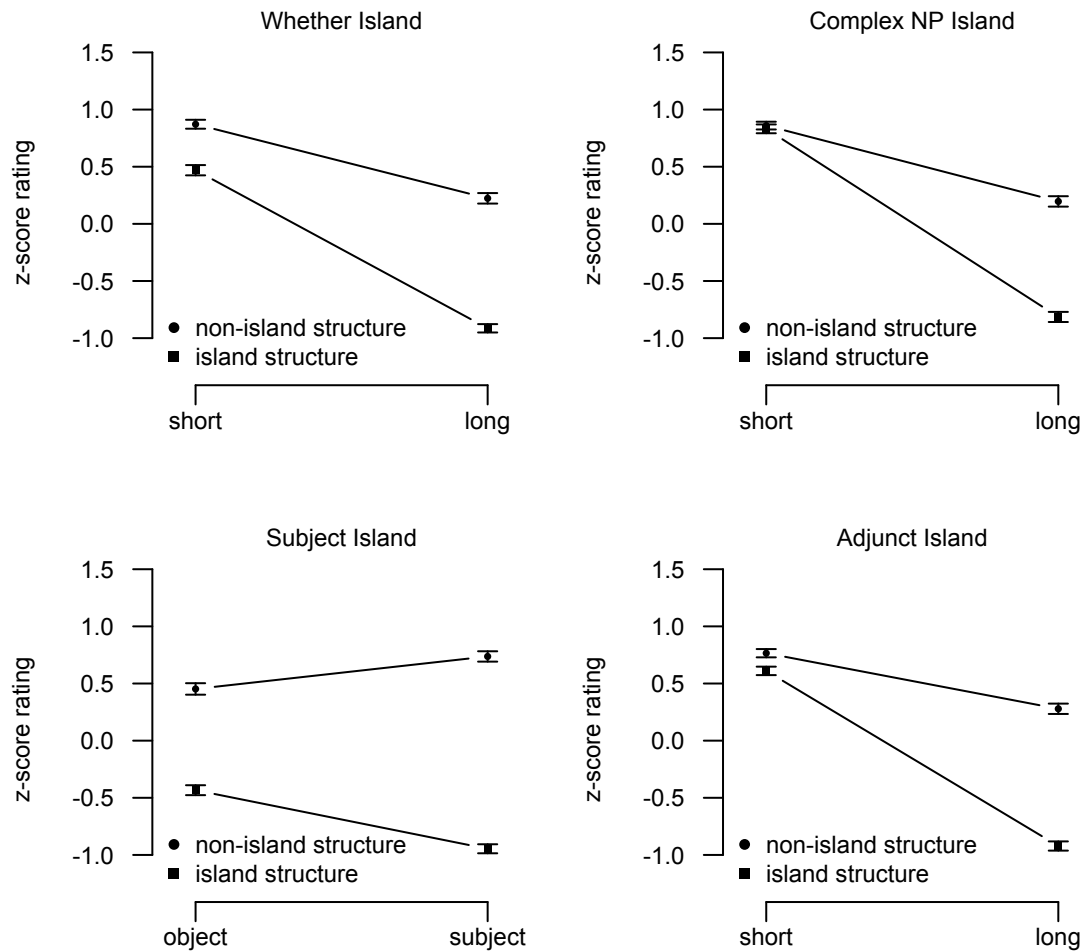 Whether Island
z-score rating
1.5
1.0
0.5
0.0
-0.5
-1.0
non-island structure
island structure
short long
Complex NP Island
z-score rating
1.5
1.0
0.5
0.0
-0.5
-1.0
non-island structure
island structure
short long
Subject Island
z-score rating
1.5
1.0
0.5
0.0
-0.5
-1.0
non-island structure
island structure
object subject
Adjunct Island
z-score rating
1.5
1.0
0.5
0.0
-0.5
-1.0
non-island structure
island structure
short long